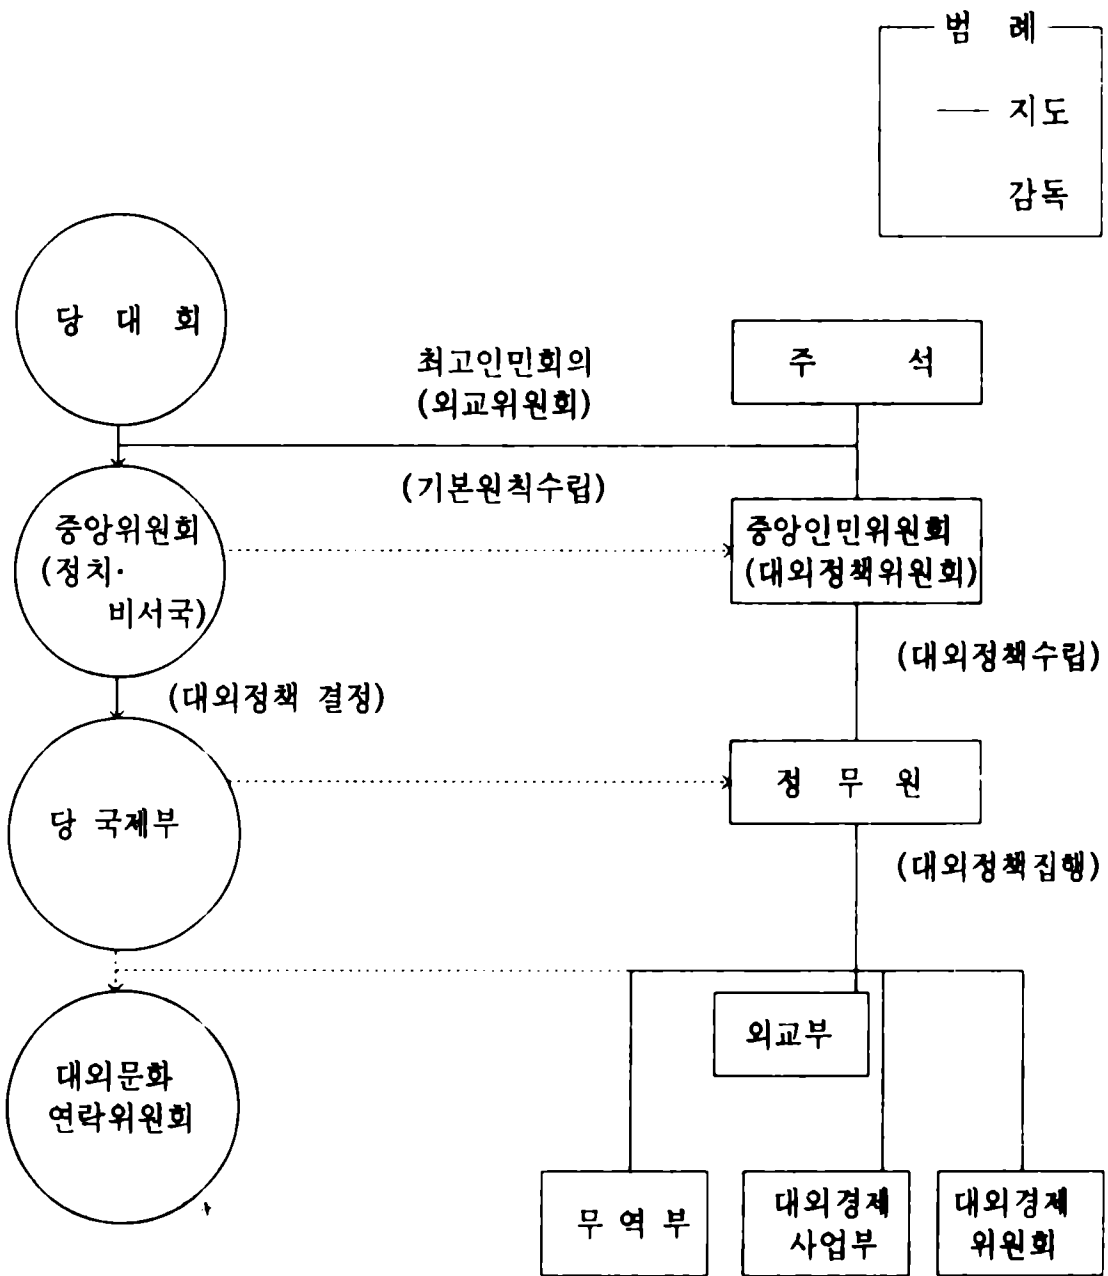 범 례
지도
감독
당 대 회
최고인민회의
(외교위원회)
주 석
(기본원칙수립)
중앙위원회
(정치·
비서국)
중앙인민위원회
(대외정책위원회)
(대외정책수립)
(대외정책 결정)
당 국제부
정 무 원
(대외정책집행)
외교부
대외문화
연락위원회
무 역 부
대외경제
사업부
대외경제
위원회